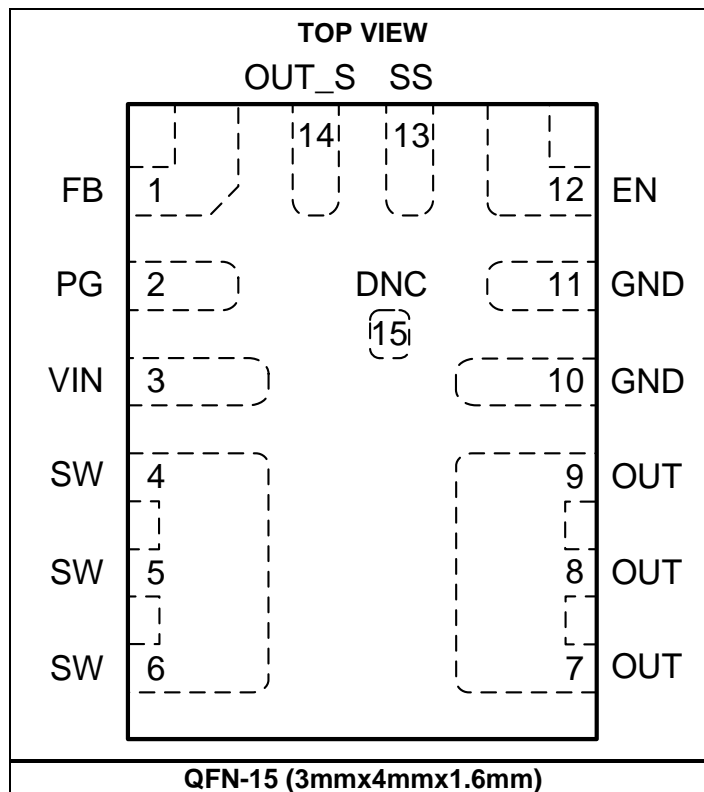 TOP VIEW
OUT_S SS
14 13
FB 1 12 EN
PG 2 DNC 11 GND
15
VIN 3 10 GND
SW 4 9 OUT
SW 5 8 OUT
SW 6 7 OUT
QFN-15 (3mmx4mmx1.6mm)